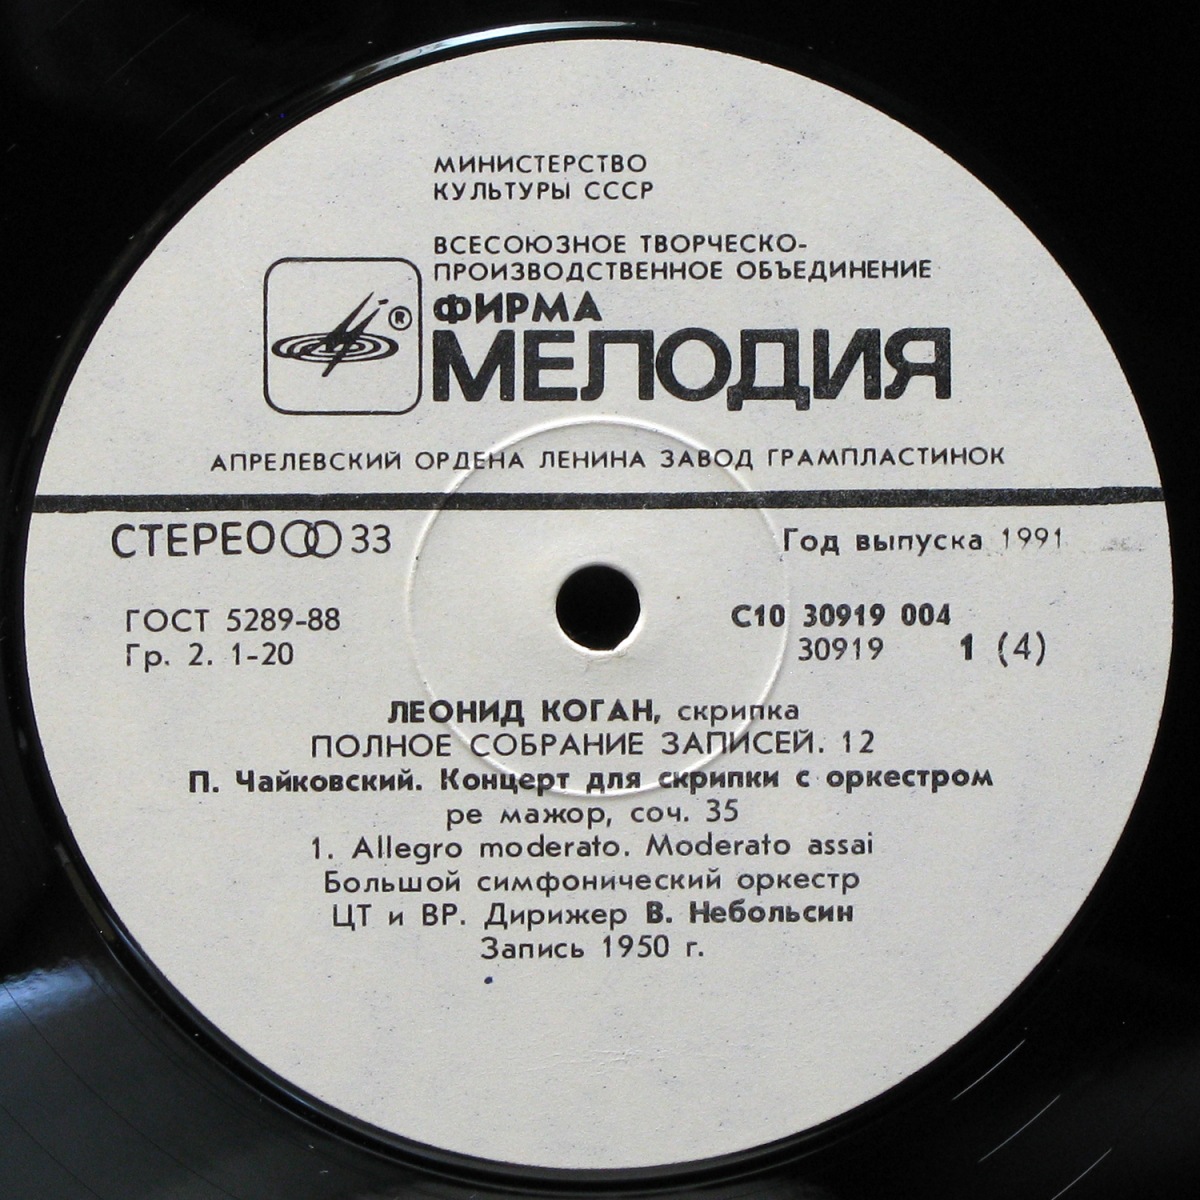 МИНИСТЕРСТВО
КУЛЬТУРЫ СССР
ВСЕСОЮЗНОЕ ТВОРЧЕСКО-
ПРОИЗВОДСТВЕННОЕ ОБЪЕДИНЕНИЕ
ФИРМА
®
МЕЛОДИЯ
АПРЕЛЕВСКИЙ ОРДЕНА ЛЕНИНА ЗАВОД ГРАМПЛАСТИНОК
СТЕРЕО 33
Год выпуска 1991
ГОСТ 5289-88
С10 30919 004
Гр. 2. 1-20
30919 1 (4)
ЛЕОНИД КОГАН, скрипка
ПОЛНОЕ СОБРАНИЕ ЗАПИСЕЙ. 12
П. Чайковский. Концерт для скрипки с оркестром
ре мажор, соч. 35
1. Allegro moderato. Moderato assai
Большой симфонический оркестр
ЦТ и ВР. Дирижер В. Небольсин
Запись 1950 г.